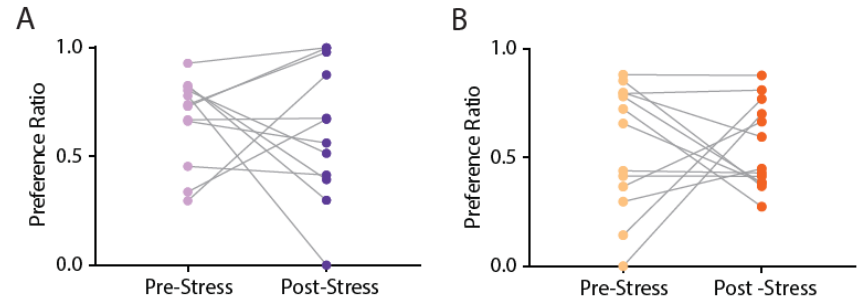 A
Preference Ratio
1.0
0.5
0.0
Pre-Stress Post-Stress
B
Preference Ratio
1.0
0.5
0.0
Pre-Stress Post -Stress